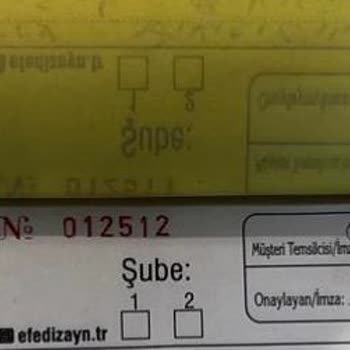 № 012512
Müşteri Temsilcisi/İm
Şube:
1 2
Onaylayan/İmza:
efedizayn.tr